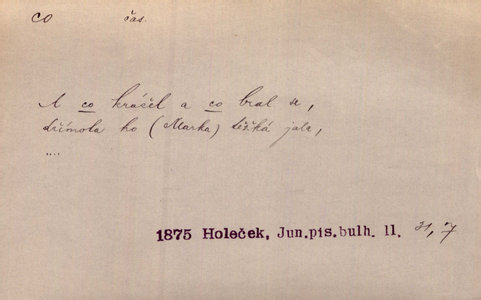 co čas.
A co kráčel a co bral se,
dřímota ho (Marka) těžká jala,
....
1875 Holeček, Jun.pis.bulh. II. 31,7